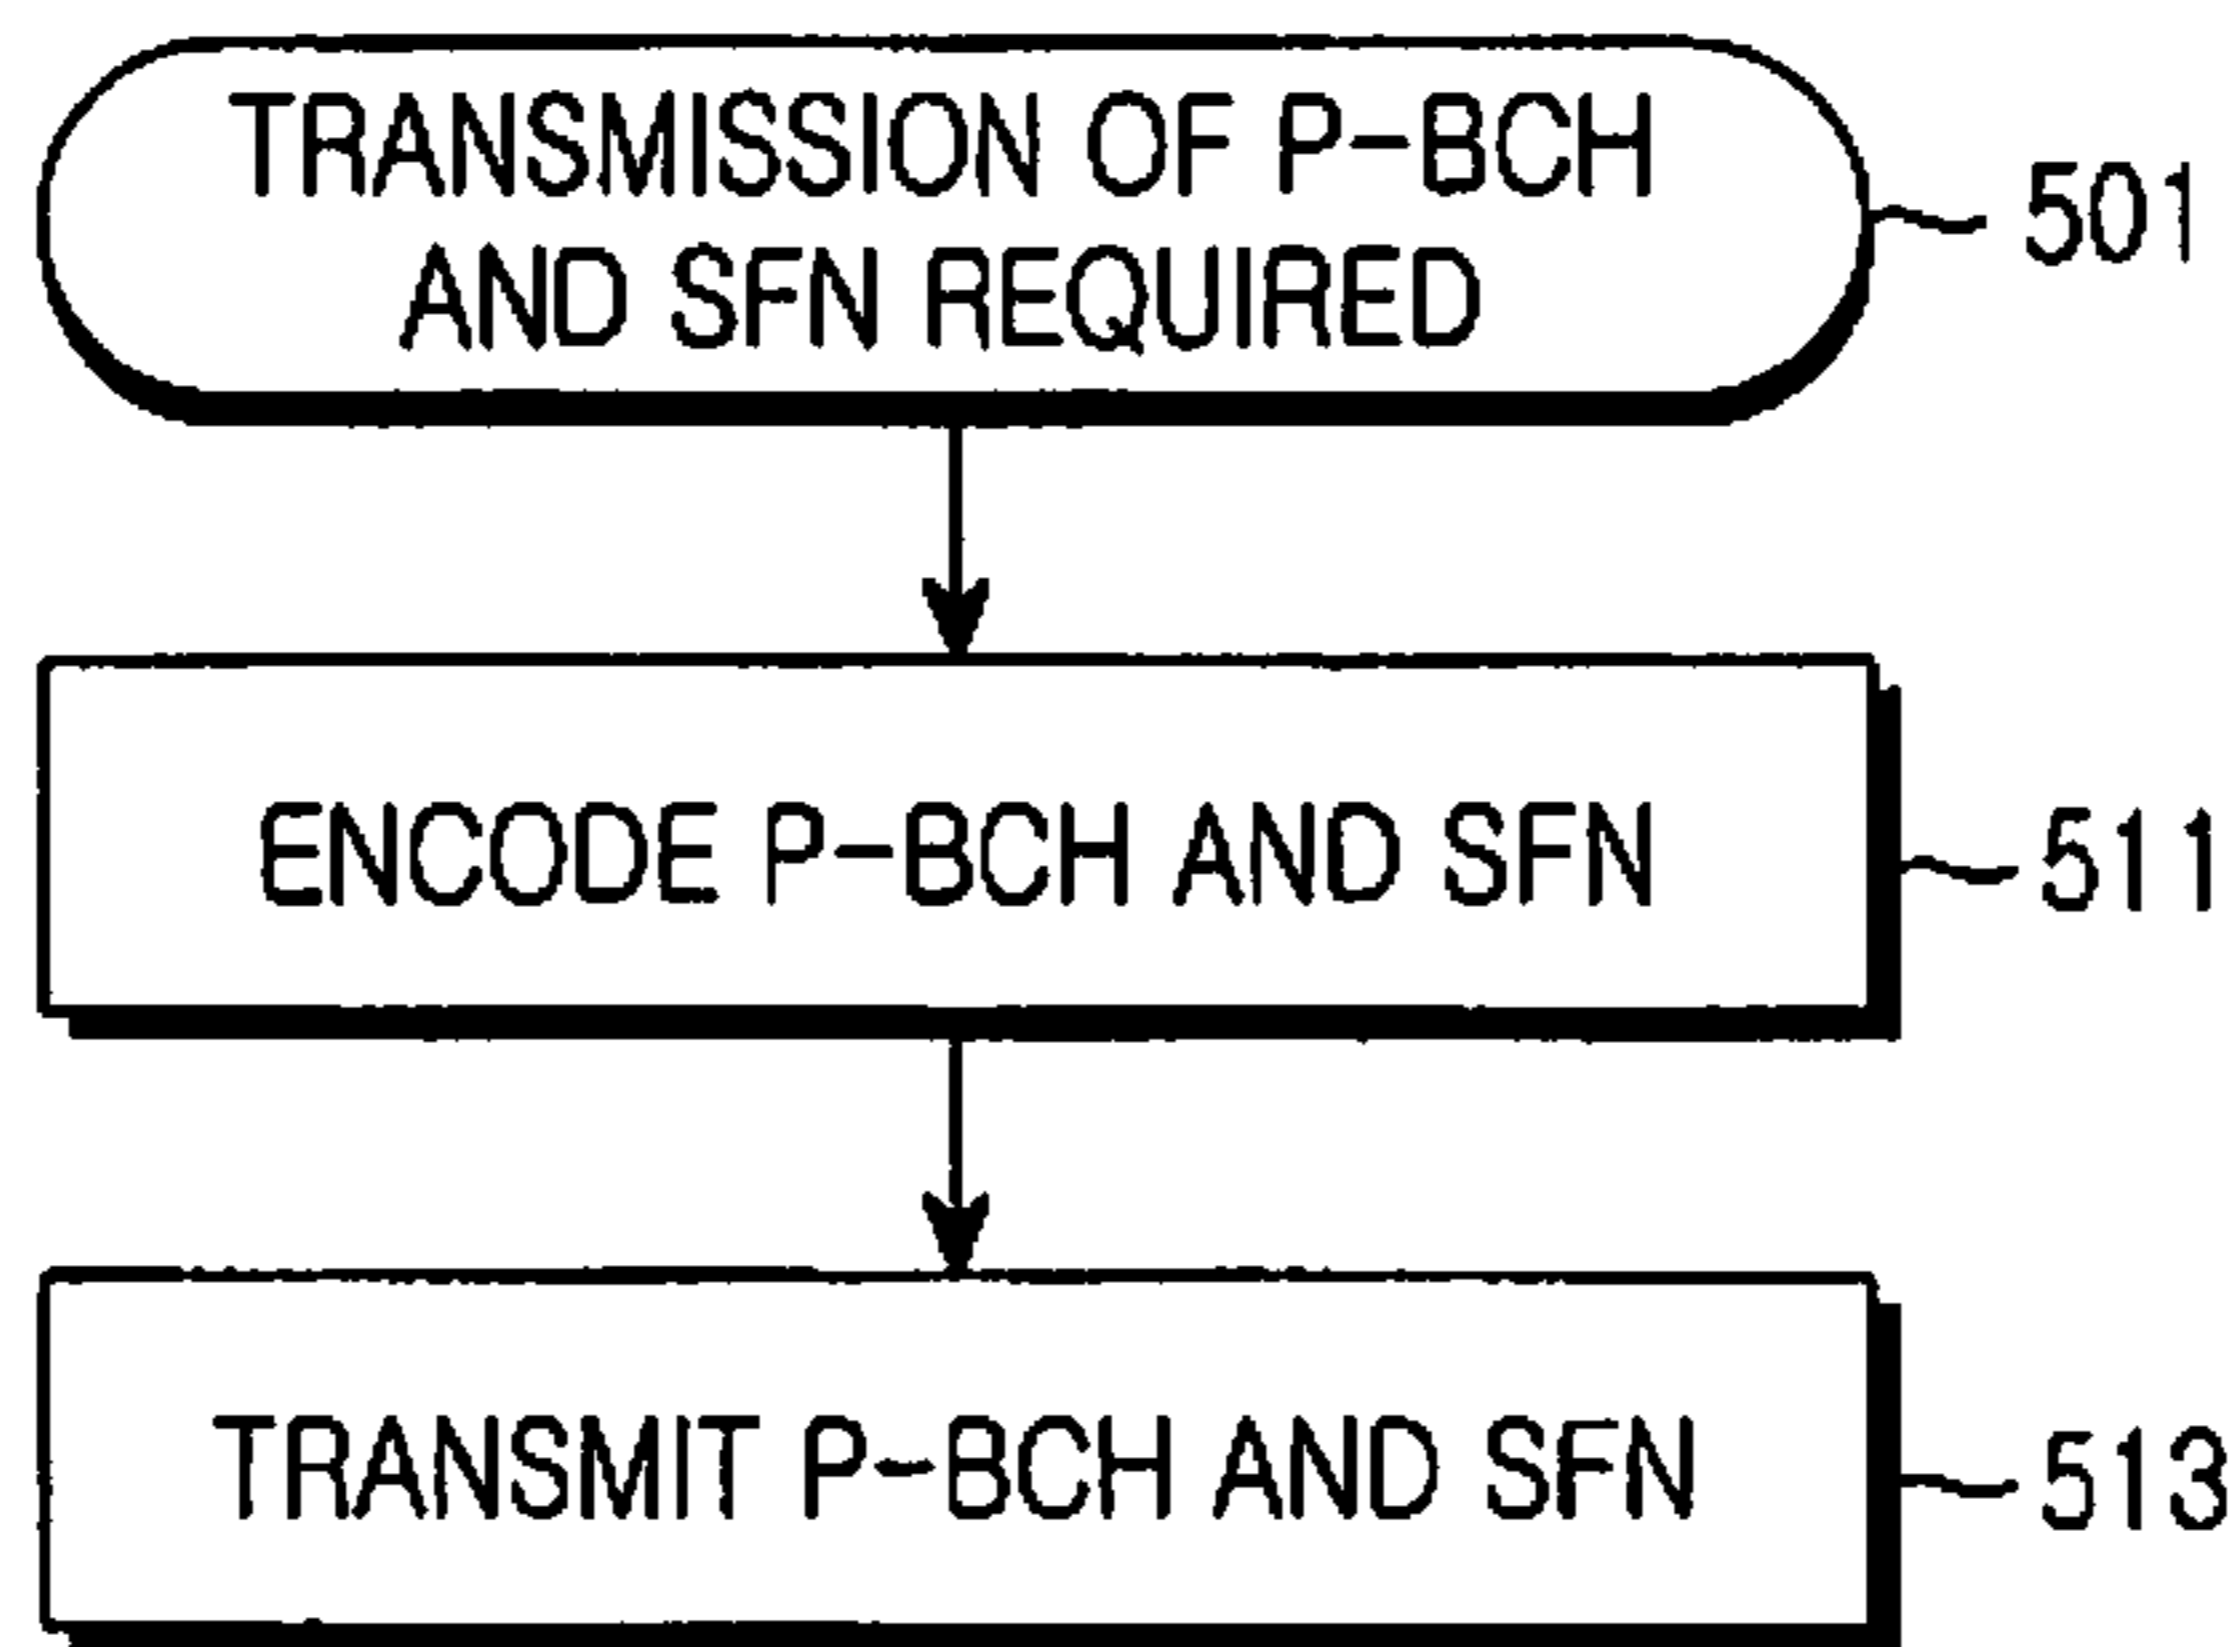 TRANSMISSION OF P-BCH
AND SFN REQUIRED
501
ENCODE P-BCH AND SFN
511
TRANSMIT P-BCH AND SFN
513